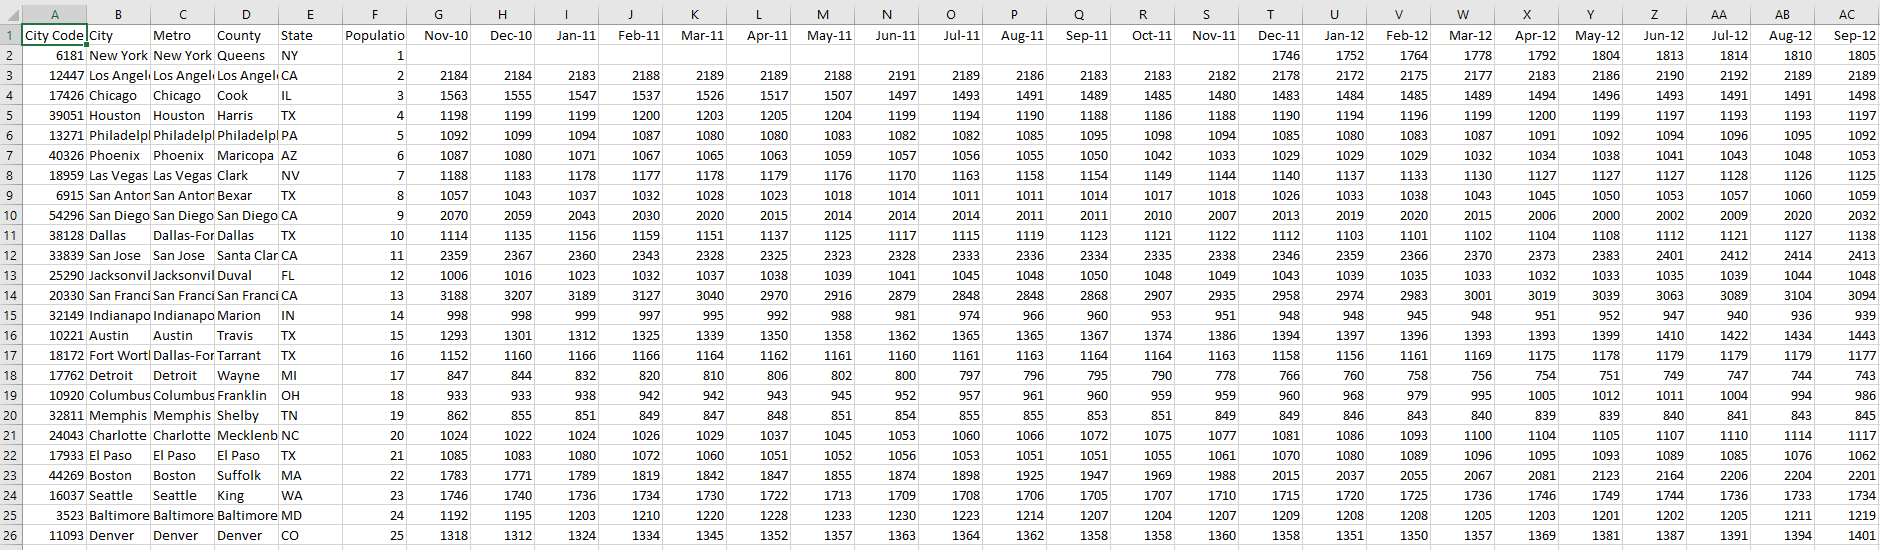 A B C D E F G H I J K L M N O P Q R S T U V W X Y Z AA AB AC
1 City Code City Metro County State Populatio Nov-10 Dec-10 Jan-11 Feb-11 Mar-11 Apr-11 May-11 Jun-11 Jul-11 Aug-11 Sep-11 Oct-11 Nov-11 Dec-11 Jan-12 Feb-12 Mar-12 Apr-12 May-12 Jun-12 Jul-12 Aug-12 Sep-12
2 6181 New York New York Queens NY 1 1746 1752 1764 1778 1792 1804 1813 1814 1810 1805
3 12447 Los Angel Los Angel Los Angel CA 2 2184 2184 2183 2188 2189 2189 2188 2191 2189 2186 2183 2183 2182 2178 2172 2175 2177 2183 2186 2190 2192 2189 2189
4 17426 Chicago Chicago Cook IL 3 1563 1555 1547 1537 1526 1517 1507 1497 1493 1491 1489 1485 1480 1483 1484 1485 1489 1494 1496 1493 1491 1491 1498
5 39051 Houston Houston Harris TX 4 1198 1199 1199 1200 1203 1205 1204 1199 1194 1190 1188 1186 1188 1190 1194 1196 1199 1200 1199 1197 1193 1193 1197
6 13271 Philadelpl Philadelpl Philadelpl PA 5 1092 1099 1094 1087 1080 1080 1083 1082 1082 1085 1095 1098 1094 1085 1080 1083 1087 1091 1092 1094 1096 1095 1092
7 40326 Phoenix Phoenix Maricopa AZ 6 1087 1080 1071 1067 1065 1063 1059 1057 1056 1055 1050 1042 1033 1029 1029 1029 1032 1034 1038 1041 1043 1048 1053
8 18959 Las Vegas Las Vegas Clark NV 7 1188 1183 1178 1177 1178 1179 1176 1170 1163 1158 1154 1149 1144 1140 1137 1133 1130 1127 1127 1127 1128 1126 1125
9 6915 San Anton San Anton Bexar TX 8 1057 1043 1037 1032 1028 1023 1018 1014 1011 1011 1014 1017 1018 1026 1033 1038 1043 1045 1050 1053 1057 1060 1059
10 54296 San Diego San Diego San Diego CA 9 2070 2059 2043 2030 2020 2015 2014 2014 2014 2011 2011 2010 2007 2013 2019 2020 2015 2006 2000 2002 2009 2020 2032
11 38128 Dallas Dallas-For Dallas TX 10 1114 1135 1156 1159 1151 1137 1125 1117 1115 1119 1123 1121 1122 1112 1103 1101 1102 1104 1108 1112 1121 1127 1138
12 33839 San Jose San Jose Santa Clar CA 11 2359 2367 2360 2343 2328 2325 2323 2328 2333 2336 2334 2335 2338 2346 2359 2366 2370 2373 2383 2401 2412 2414 2413
13 25290 Jacksonvil Jacksonvil Duval FL 12 1006 1016 1023 1032 1037 1038 1039 1041 1045 1048 1050 1048 1049 1043 1039 1035 1033 1032 1033 1035 1039 1044 1048
14 20330 San Franci San Franci San Franci CA 13 3188 3207 3189 3127 3040 2970 2916 2879 2848 2848 2868 2907 2935 2958 2974 2983 3001 3019 3039 3063 3089 3104 3094
15 32149 Indianapo Indianapo Marion IN 14 998 998 999 997 995 992 988 981 974 966 960 953 951 948 948 945 948 951 952 947 940 936 939
16 10221 Austin Austin Travis TX 15 1293 1301 1312 1325 1339 1350 1358 1362 1365 1365 1367 1374 1386 1394 1397 1396 1393 1393 1399 1410 1422 1434 1443
17 18172 Fort Wortl Dallas-For Tarrant TX 16 1152 1160 1166 1166 1164 1162 1161 1160 1161 1163 1164 1164 1163 1158 1156 1161 1169 1175 1178 1179 1179 1179 1177
18 17762 Detroit Detroit Wayne MI 17 847 844 832 820 810 806 802 800 797 796 795 790 778 766 760 758 756 754 751 749 747 744 743
19 10920 Columbus Columbus Franklin OH 18 933 933 938 942 942 943 945 952 957 961 960 959 959 960 968 979 995 1005 1012 1011 1004 994 986
20 32811 Memphis Memphis Shelby TN 19 862 855 851 849 847 848 851 854 855 855 853 851 849 849 846 843 840 839 839 840 841 843 845
21 24043 Charlotte Charlotte Mecklenb NC 20 1024 1022 1024 1026 1029 1037 1045 1053 1060 1066 1072 1075 1077 1081 1086 1093 1100 1104 1105 1107 1110 1114 1117
22 17933 El Paso El Paso El Paso TX 21 1085 1083 1080 1072 1060 1051 1052 1056 1053 1051 1051 1055 1061 1070 1080 1089 1096 1095 1093 1089 1085 1076 1062
23 44269 Boston Boston Suffolk MA 22 1783 1771 1789 1819 1842 1847 1855 1874 1898 1925 1947 1969 1988 2015 2037 2055 2067 2081 2123 2164 2206 2204 2201
24 16037 Seattle Seattle King WA 23 1746 1740 1736 1734 1730 1722 1713 1709 1708 1706 1705 1707 1710 1715 1720 1725 1736 1746 1749 1744 1736 1733 1734
25 3523 Baltimore Baltimore Baltimore MD 24 1192 1195 1203 1210 1220 1228 1233 1230 1223 1214 1207 1204 1207 1209 1208 1208 1205 1203 1201 1202 1205 1211 1219
26 11093 Denver Denver Denver CO 25 1318 1312 1324 1334 1345 1352 1357 1363 1364 1362 1358 1358 1360 1358 1351 1350 1357 1369 1381 1387 1391 1394 1401